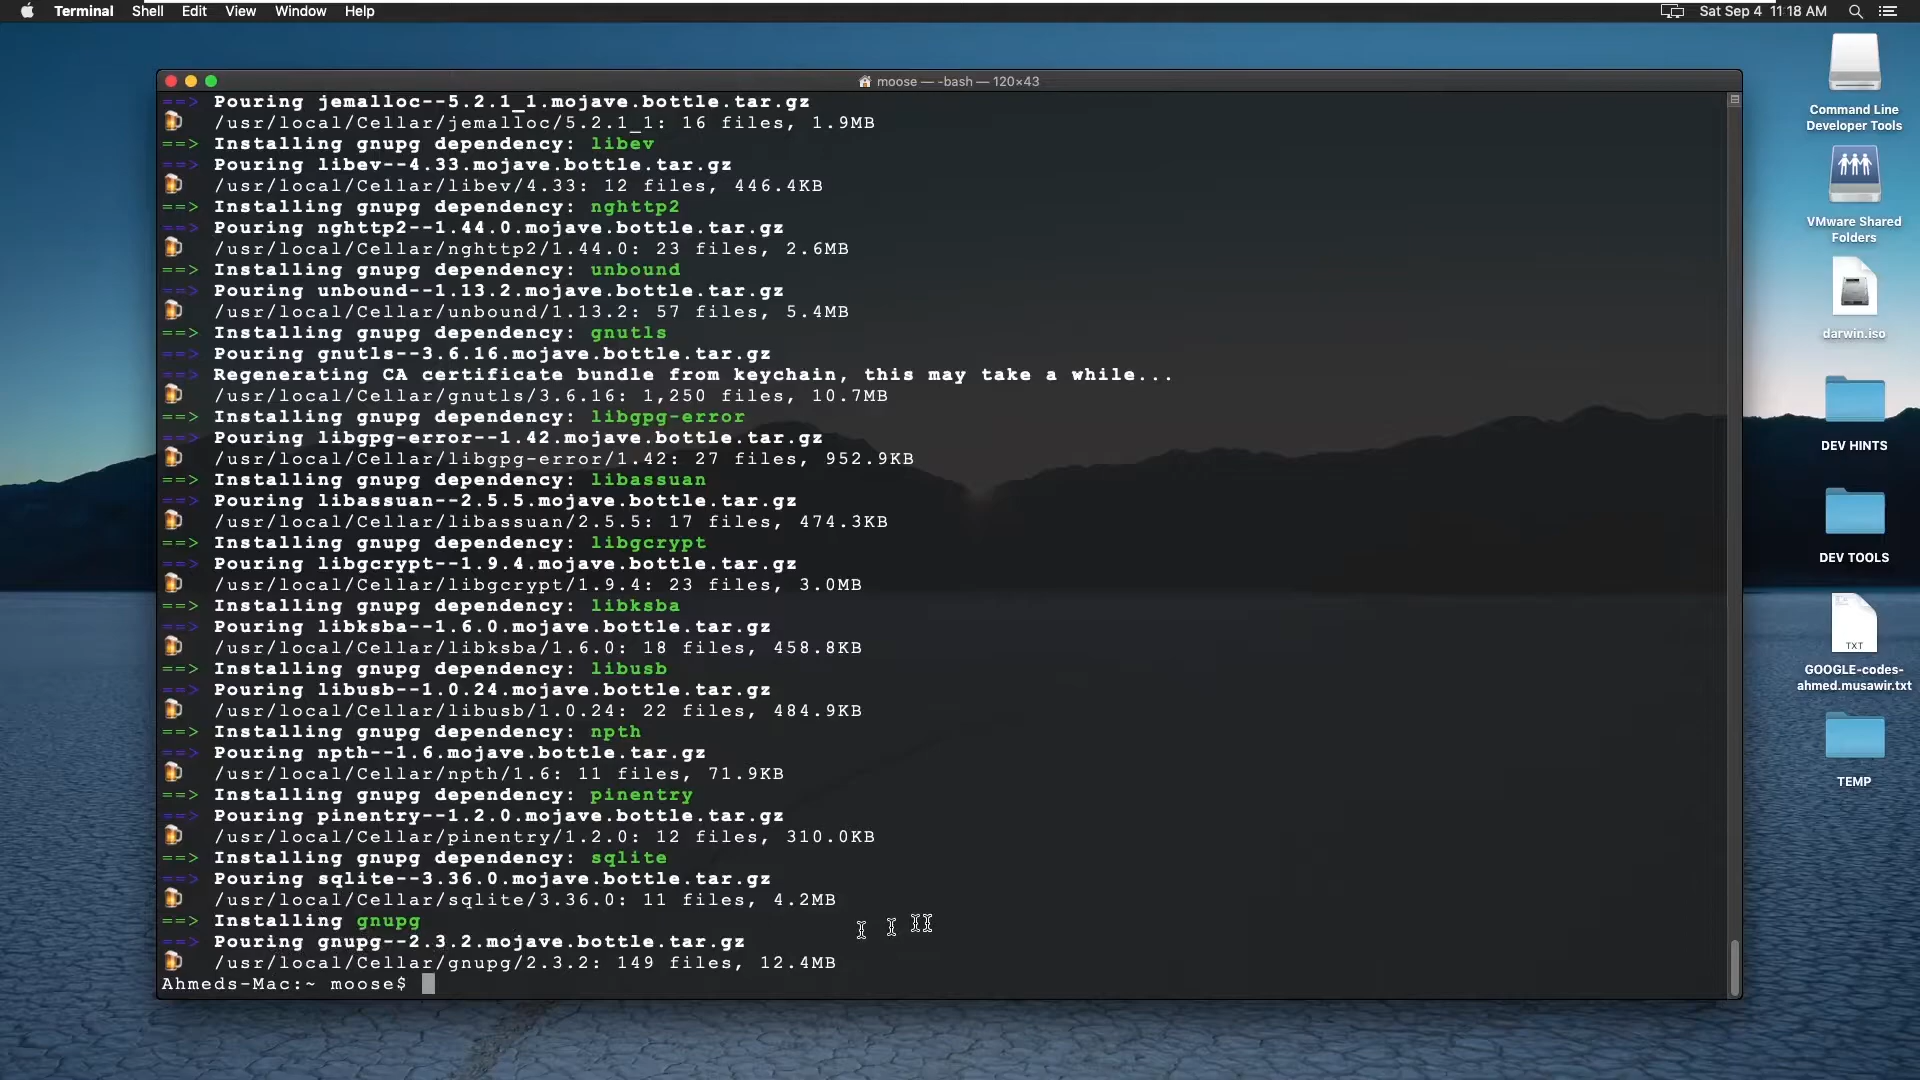 Terminal Shell Edit View Window Help
Sat Sep 4 11:18 AM
moose — -bash — 120×43
==> Pouring jemalloc--5.2.1_1.mojave.bottle.tar.gz
/usr/local/Cellar/jemalloc/5.2.1_1: 16 files, 1.9MB
==> Installing gnupg dependency: libev
==> Pouring libev--4.33.mojave.bottle.tar.gz
/usr/local/Cellar/libev/4.33: 12 files, 446.4KB
==> Installing gnupg dependency: nghttp2
==> Pouring nghttp2--1.44.0.mojave.bottle.tar.gz
/usr/local/Cellar/nghttp2/1.44.0: 23 files, 2.6MB
==> Installing gnupg dependency: unbound
==> Pouring unbound--1.13.2.mojave.bottle.tar.gz
/usr/local/Cellar/unbound/1.13.2: 57 files, 5.4MB
==> Installing gnupg dependency: gnutls
==> Pouring gnutls--3.6.16.mojave.bottle.tar.gz
==> Regenerating CA certificate bundle from keychain, this may take a while...
/usr/local/Cellar/gnutls/3.6.16: 1,250 files, 10.7MB
==> Installing gnupg dependency: libgpg-error
==> Pouring libgpg-error--1.42.mojave.bottle.tar.gz
/usr/local/Cellar/libgpg-error/1.42: 27 files, 952.9KB
==> Installing gnupg dependency: libassuan
==> Pouring libassuan--2.5.5.mojave.bottle.tar.gz
/usr/local/Cellar/libassuan/2.5.5: 17 files, 474.3KB
==> Installing gnupg dependency: libgcrypt
==> Pouring libgcrypt--1.9.4.mojave.bottle.tar.gz
/usr/local/Cellar/libgcrypt/1.9.4: 23 files, 3.0MB
==> Installing gnupg dependency: libksba
==> Pouring libksba--1.6.0.mojave.bottle.tar.gz
/usr/local/Cellar/libksba/1.6.0: 18 files, 458.8KB
==> Installing gnupg dependency: libusb
==> Pouring libusb--1.0.24.mojave.bottle.tar.gz
/usr/local/Cellar/libusb/1.0.24: 22 files, 484.9KB
==> Installing gnupg dependency: npth
==> Pouring npth--1.6.mojave.bottle.tar.gz
/usr/local/Cellar/npth/1.6: 11 files, 71.9KB
==> Installing gnupg dependency: pinentry
==> Pouring pinentry--1.2.0.mojave.bottle.tar.gz
/usr/local/Cellar/pinentry/1.2.0: 12 files, 310.0KB
==> Installing gnupg dependency: sqlite
==> Pouring sqlite--3.36.0.mojave.bottle.tar.gz
/usr/local/Cellar/sqlite/3.36.0: 11 files, 4.2MB
==> Installing gnupg
==> Pouring gnupg--2.3.2.mojave.bottle.tar.gz
/usr/local/Cellar/gnupg/2.3.2: 149 files, 12.4MB
Ahmeds-Mac:~ moose$
Command Line
Developer Tools
VMware Shared
Folders
darwin.iso
DEV HINTS
DEV TOOLS
TXT
GOOGLE-codes-
ahmed.musawir.txt
TEMP